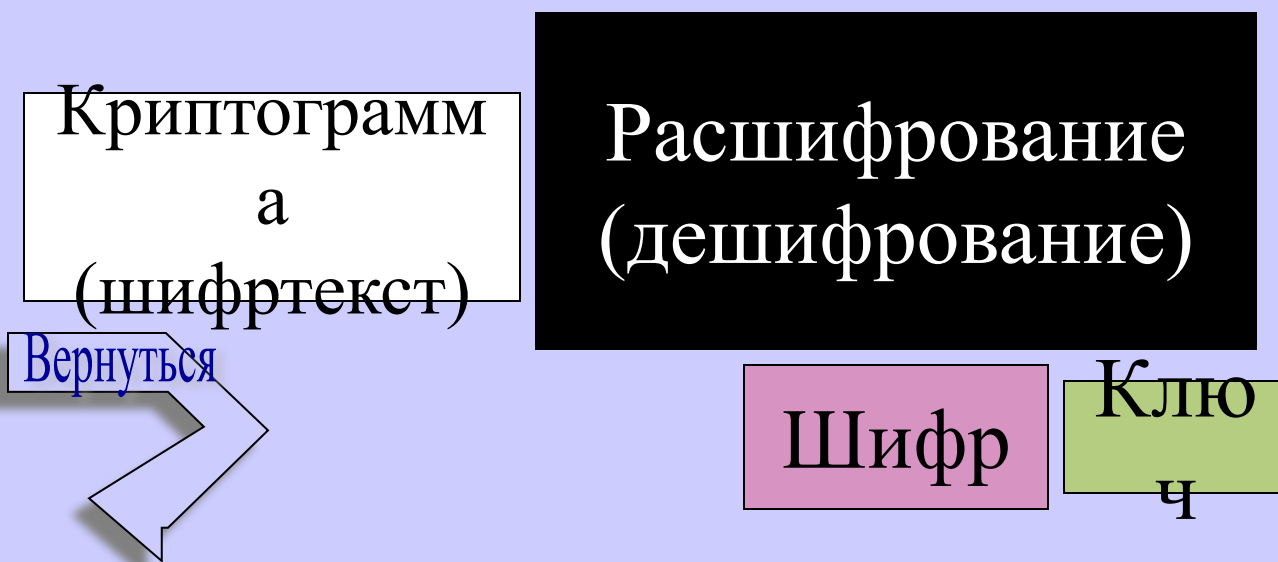 Криптограмм
а
(шифртекст)
Расшифрование
(дешифрование)
Вернуться
Шифр
Клю
ч